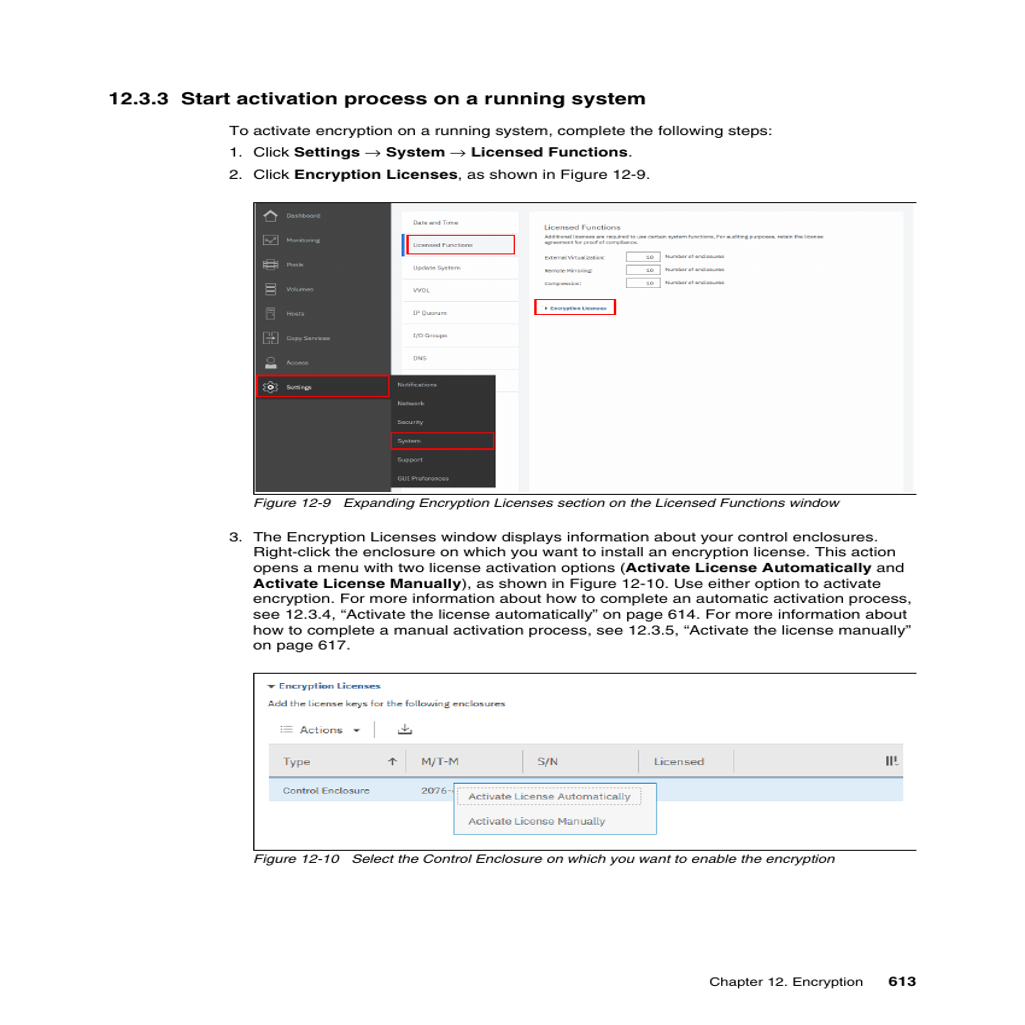 12.3.3 Start activation process on a running system
To activate encryption on a running system, complete the following steps:
1. Click Settings → System → Licensed Functions.
2. Click Encryption Licenses, as shown in Figure 12-9.
Dashboard
Monitoring
Pools
Volumes
Hosts
Copy Services
Access
Settings
Notifications
Network
Security
System
Support
GUI Preferences
Date and Time
Licensed Functions
Update System
VVOL
IP Quorum
I/O Groups
DNS
Licensed Functions
Additional licenses are required to use certain system functions. For auditing purposes, retain the license
agreement for proof of compliance.
External Virtualization: 10 Number of enclosures
Remote Mirroring: 10 Number of enclosures
Compression: 10 Number of enclosures
Encryption Licenses
Figure 12-9 Expanding Encryption Licenses section on the Licensed Functions window
3. The Encryption Licenses window displays information about your control enclosures.
Right-click the enclosure on which you want to install an encryption license. This action
opens a menu with two license activation options (Activate License Automatically and
Activate License Manually), as shown in Figure 12-10. Use either option to activate
encryption. For more information about how to complete an automatic activation process,
see 12.3.4, “Activate the license automatically” on page 614. For more information about
how to complete a manual activation process, see 12.3.5, “Activate the license manually”
on page 617.
Encryption Licenses
Add the license keys for the following enclosures
Actions
Type ↑ M/T-M S/N Licensed
Control Enclosure 2076-
Activate License Automatically
Activate License Manually
Figure 12-10 Select the Control Enclosure on which you want to enable the encryption
Chapter 12. Encryption 613